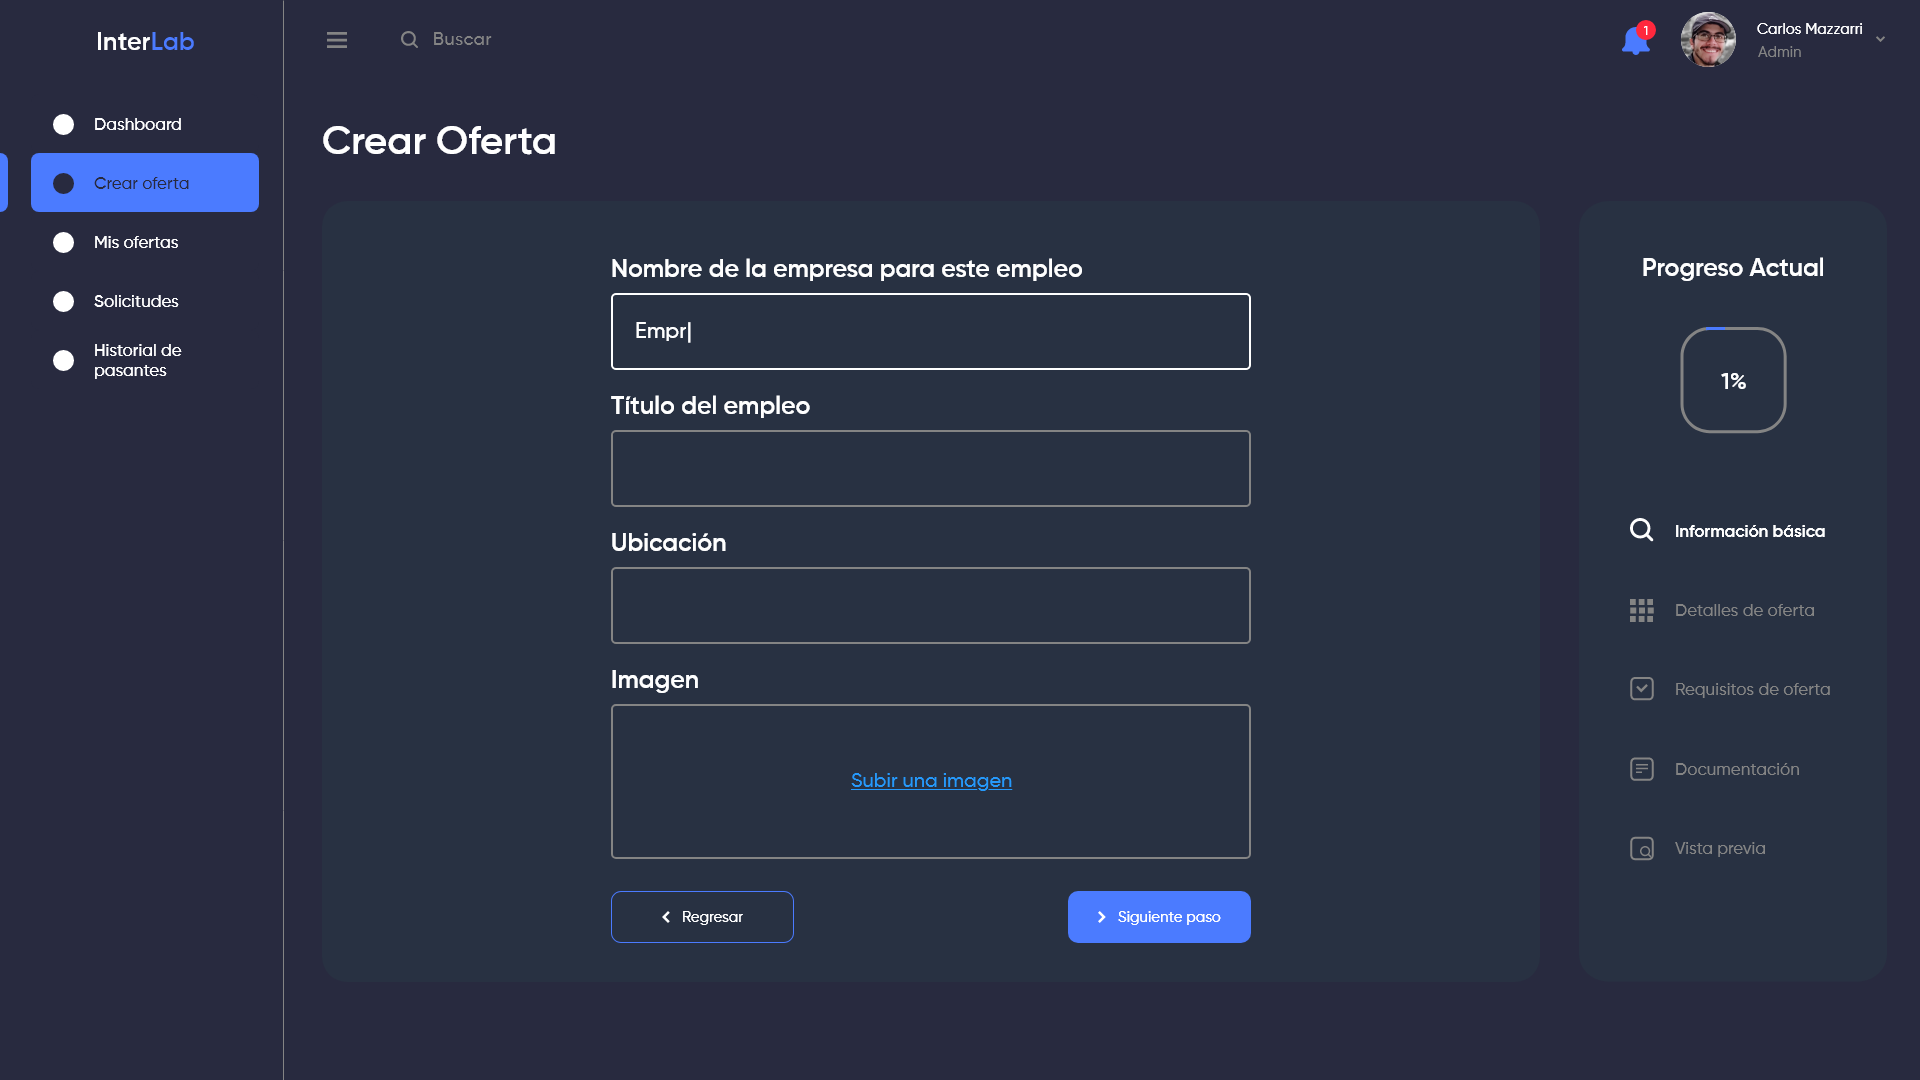 InterLab
Buscar
1
Carlos Mazzarri
Admin
Dashboard
Crear oferta
Mis ofertas
Solicitudes
Historial de
pasantes
Crear Oferta
Nombre de la empresa para este empleo
Empr
Título del empleo
Ubicación
Imagen
Subir una imagen
Regresar
Siguiente paso
Progreso Actual
1%
Información básica
Detalles de oferta
Requisitos de oferta
Documentación
Vista previa